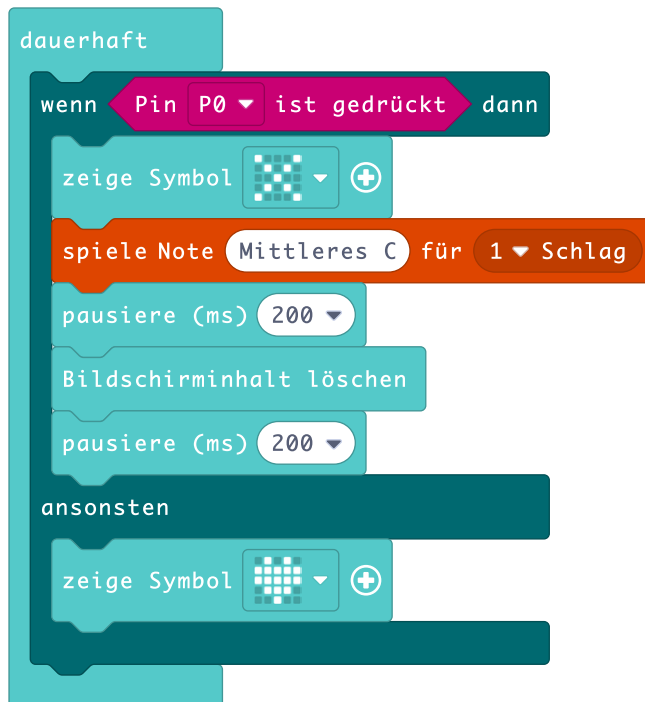 dauerhaft
wenn Pin P0 ist gedrückt dann
zeige Symbol
spiele Note Mittleres C für 1 Schlag
pausiere (ms) 200
Bildschirminhalt löschen
pausiere (ms) 200
ansonsten
zeige Symbol